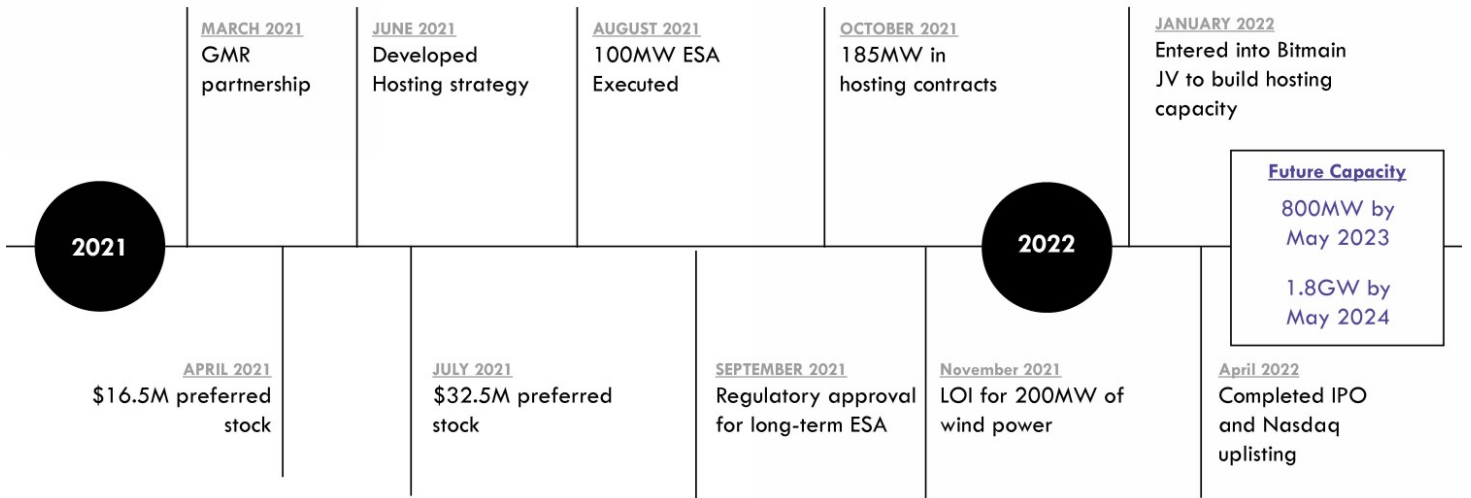 MARCH 2021
GMR
partnership
JUNE 2021
Developed
Hosting strategy
AUGUST 2021
100MW ESA
Executed
OCTOBER 2021
185MW in
hosting contracts
JANUARY 2022
Entered into Bitmain
JV to build hosting
capacity
Future Capacity
800MW by
May 2023
1.8GW by
May 2024
2021
2022
APRIL 2021
$16.5M preferred
stock
JULY 2021
$32.5M preferred
stock
SEPTEMBER 2021
Regulatory approval
for long-term ESA
November 2021
LOI for 200MW of
wind power
April 2022
Completed IPO
and Nasdaq
uplisting